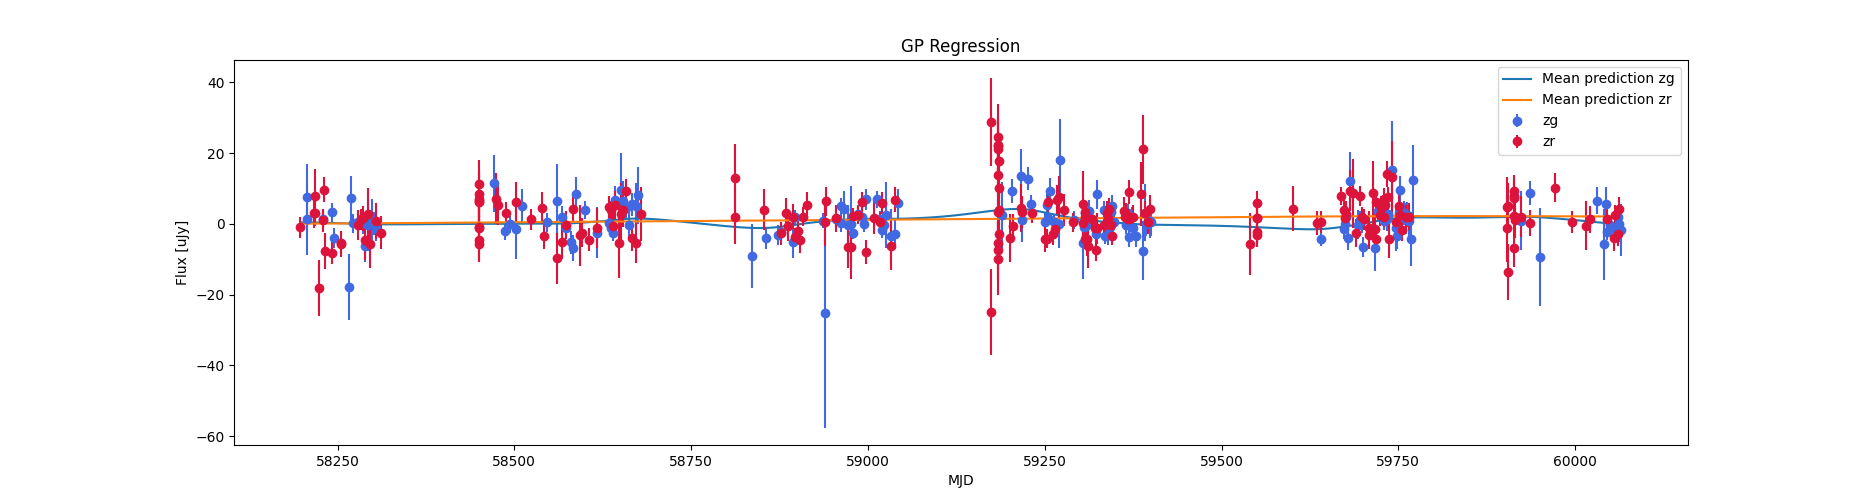 GP Regression
Flux [uJy]
40
20
0
−20
−40
−60
58250
58500
58750
59000
59250
59500
59750
60000
MJD
Mean prediction zg
Mean prediction zr
zg
zr